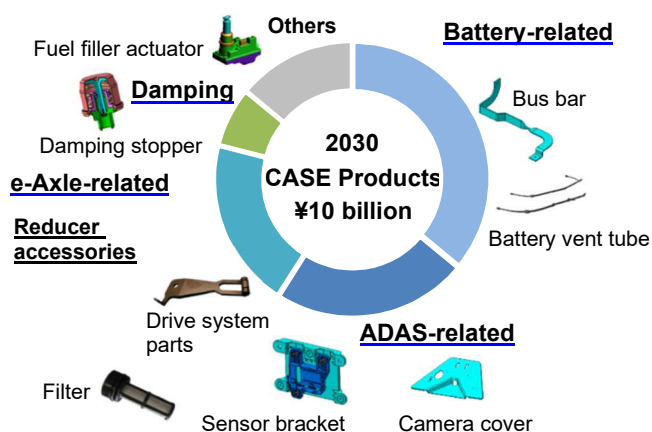 Others
Fuel filler actuator
Battery-related
Damping
Bus bar
Damping stopper
2030
CASE Products
¥10 billion
e-Axle-related
Reducer
accessories
Battery vent tube
Drive system
parts
ADAS-related
Filter
Sensor bracket
Camera cover